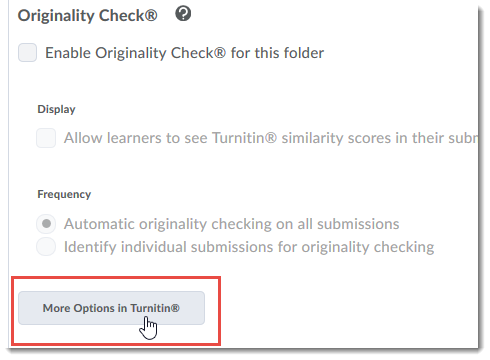 Originality Check®
Enable Originality Check® for this folder
Display
Allow learners to see Turnitin® similarity scores in their
Frequency
Automatic originality checking on all submissions
Identify individual submissions for originality checking
More Options in Turnitin®